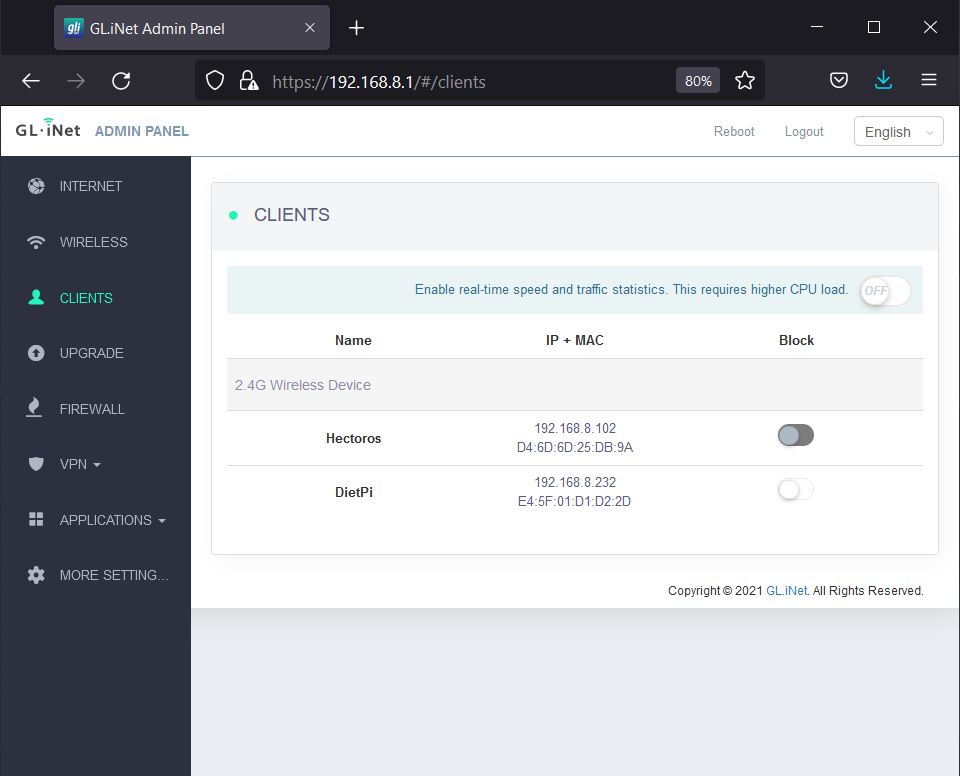 gli GL.iNet Admin Panel
https://192.168.8.1/#/clients 80%
GL·iNet ADMIN PANEL Reboot Logout English
INTERNET
WIRELESS
CLIENTS
UPGRADE
FIREWALL
VPN
APPLICATIONS
MORE SETTING...
CLIENTS
Enable real-time speed and traffic statistics. This requires higher CPU load. OFF
Name IP + MAC Block
2.4G Wireless Device
Hectoros
192.168.8.102
D4:6D:6D:25:DB:9A
DietPi
192.168.8.232
E4:5F:01:D1:D2:2D
Copyright © 2021 GL.iNet. All Rights Reserved.